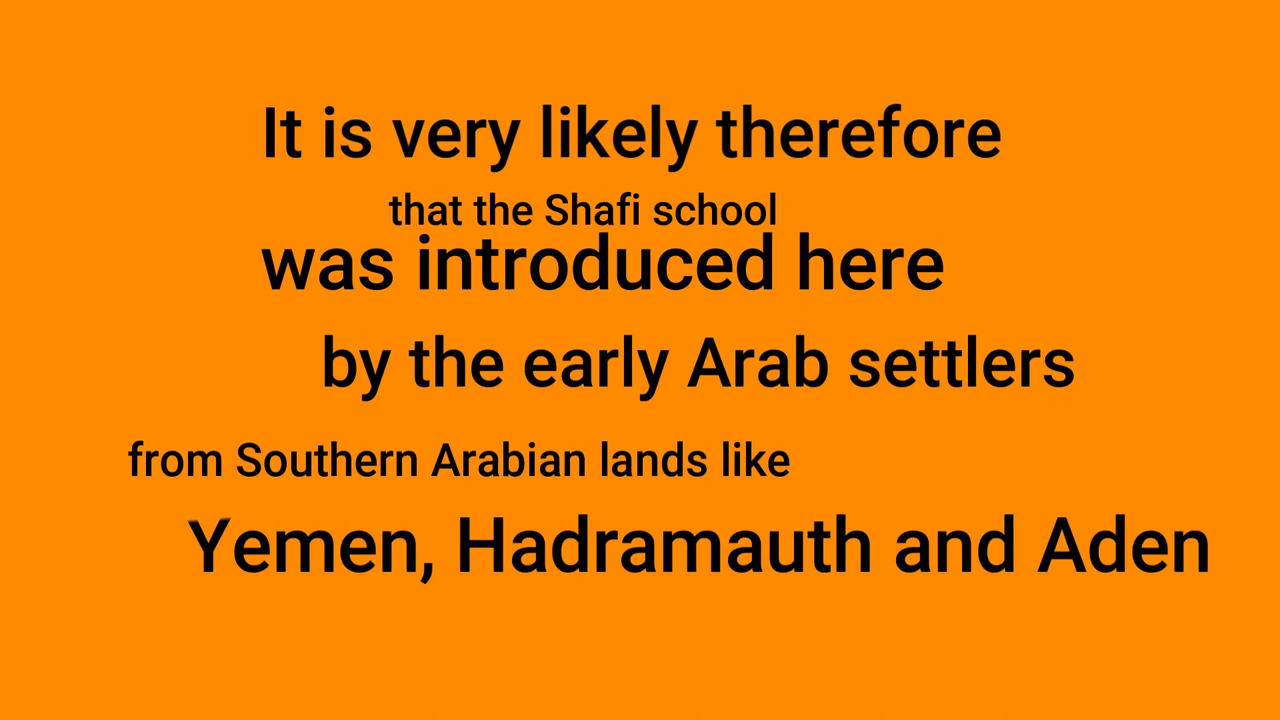 It is very likely therefore
that the Shafi school
was introduced here
by the early Arab settlers
from Southern Arabian lands like
Yemen, Hadramauth and Aden